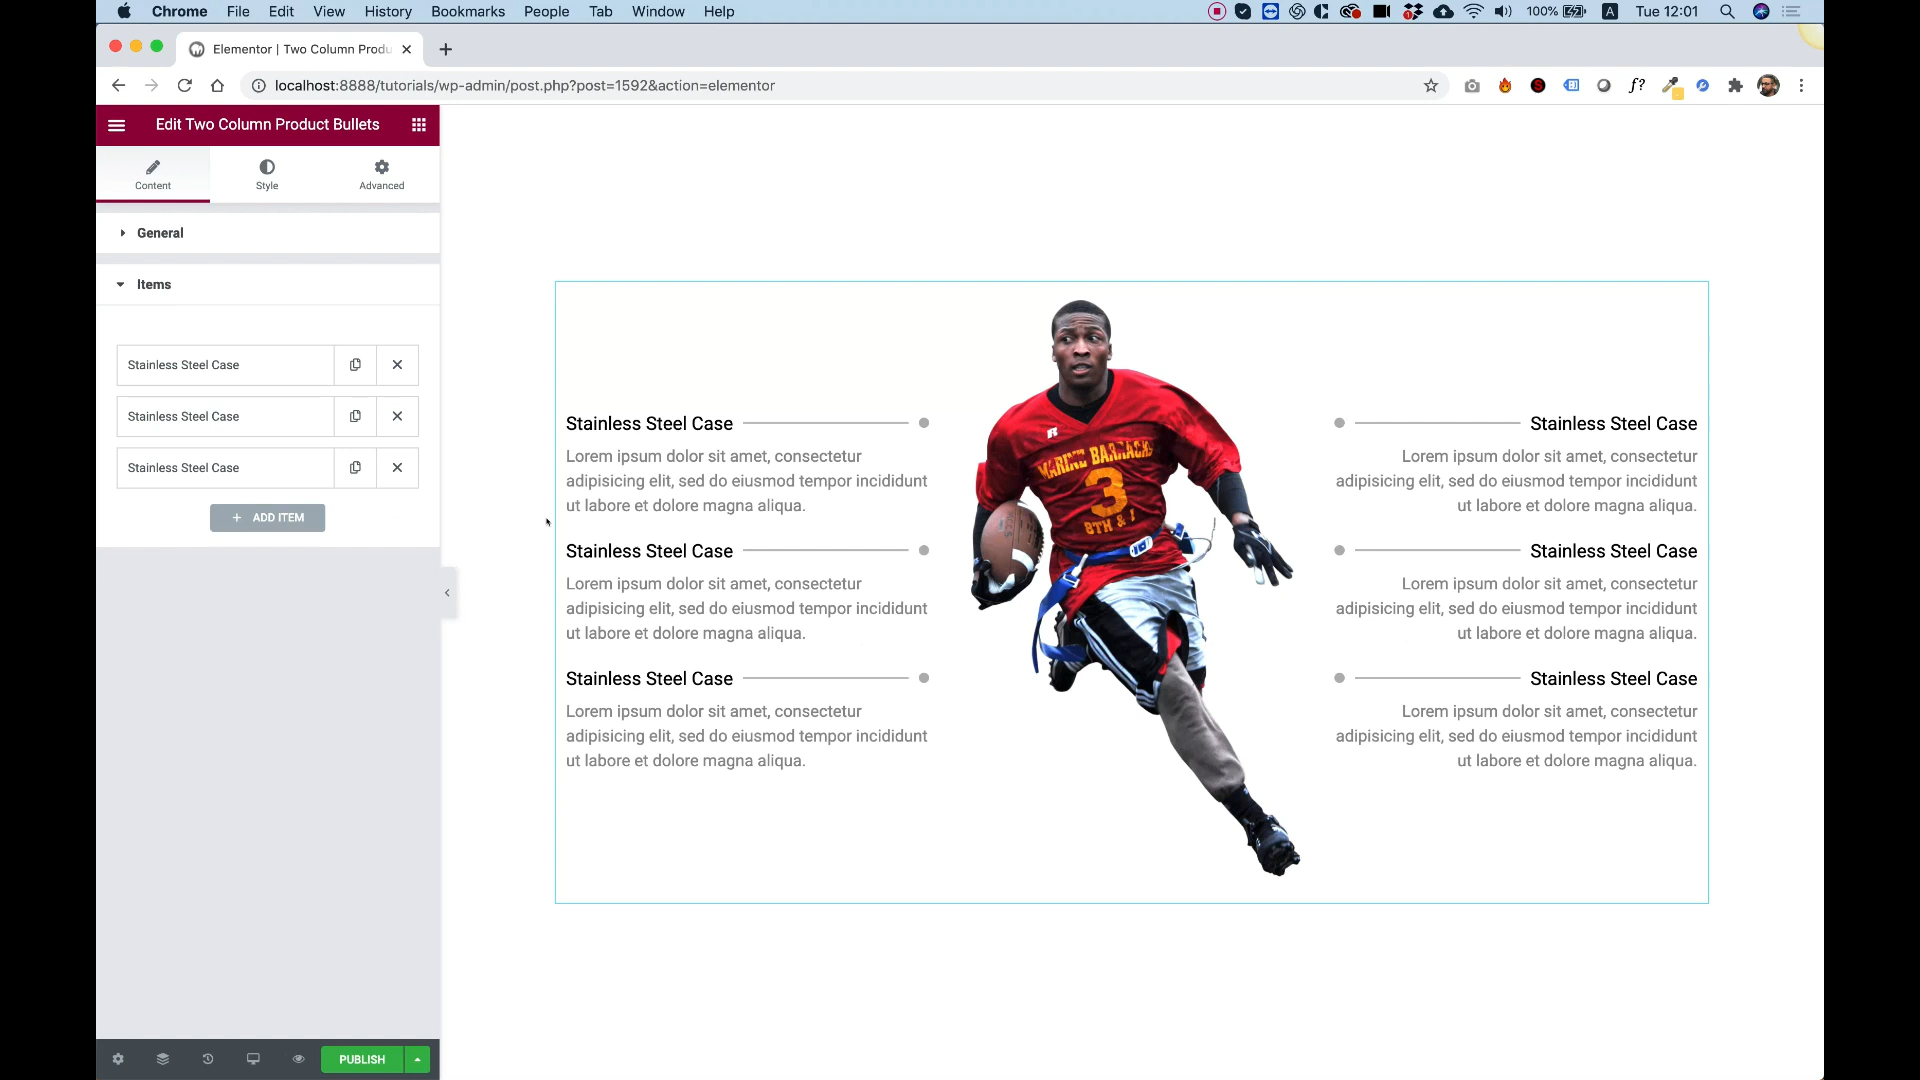 Chrome File Edit View History Bookmarks People Tab Window Help
100% A Tue 12:01
Elementor | Two Column Produ
localhost:8888/tutorials/wp-admin/post.php?post=1592&action=elementor
f?
Edit Two Column Product Bullets
Content Style Advanced
General
Items
Stainless Steel Case
Stainless Steel Case
Stainless Steel Case
+ ADD ITEM
PUBLISH
Stainless Steel Case
Lorem ipsum dolor sit amet, consectetur
adipisicing elit, sed do eiusmod tempor incididunt
ut labore et dolore magna aliqua.
Stainless Steel Case
Lorem ipsum dolor sit amet, consectetur
adipisicing elit, sed do eiusmod tempor incididunt
ut labore et dolore magna aliqua.
Stainless Steel Case
Lorem ipsum dolor sit amet, consectetur
adipisicing elit, sed do eiusmod tempor incididunt
ut labore et dolore magna aliqua.
R
MARINE BARRACKS
3
8TH & I
Stainless Steel Case
Lorem ipsum dolor sit amet, consectetur
adipisicing elit, sed do eiusmod tempor incididunt
ut labore et dolore magna aliqua.
Stainless Steel Case
Lorem ipsum dolor sit amet, consectetur
adipisicing elit, sed do eiusmod tempor incididunt
ut labore et dolore magna aliqua.
Stainless Steel Case
Lorem ipsum dolor sit amet, consectetur
adipisicing elit, sed do eiusmod tempor incididunt
ut labore et dolore magna aliqua.